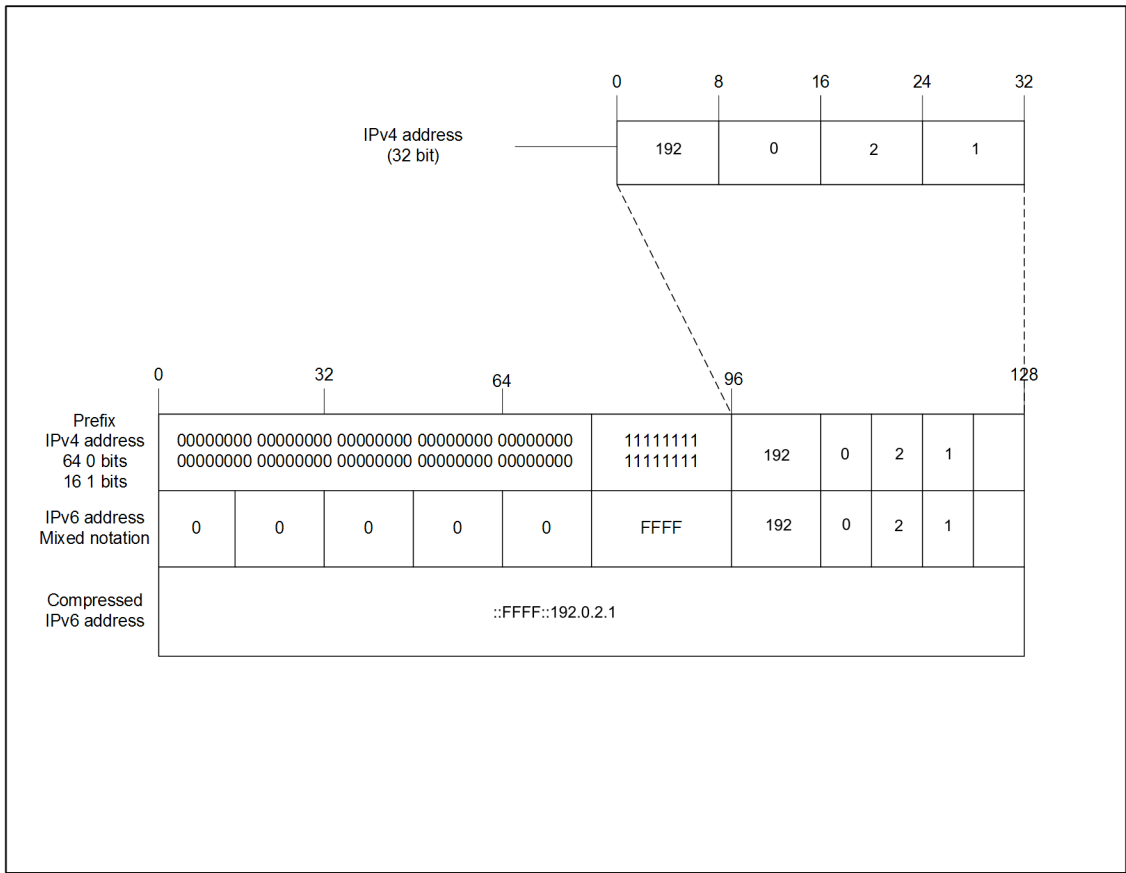 0 8 16 24 32
IPv4 address
(32 bit)
192 0 2 1
0 32 64 96 128
Prefix
IPv4 address
64 0 bits
16 1 bits
00000000 00000000 00000000 00000000 00000000 11111111
00000000 00000000 00000000 00000000 00000000 11111111
192 0 2 1
IPv6 address
Mixed notation
0 0 0 0 0 FFFF 192 0 2 1
Compressed
IPv6 address
::FFFF::192.0.2.1